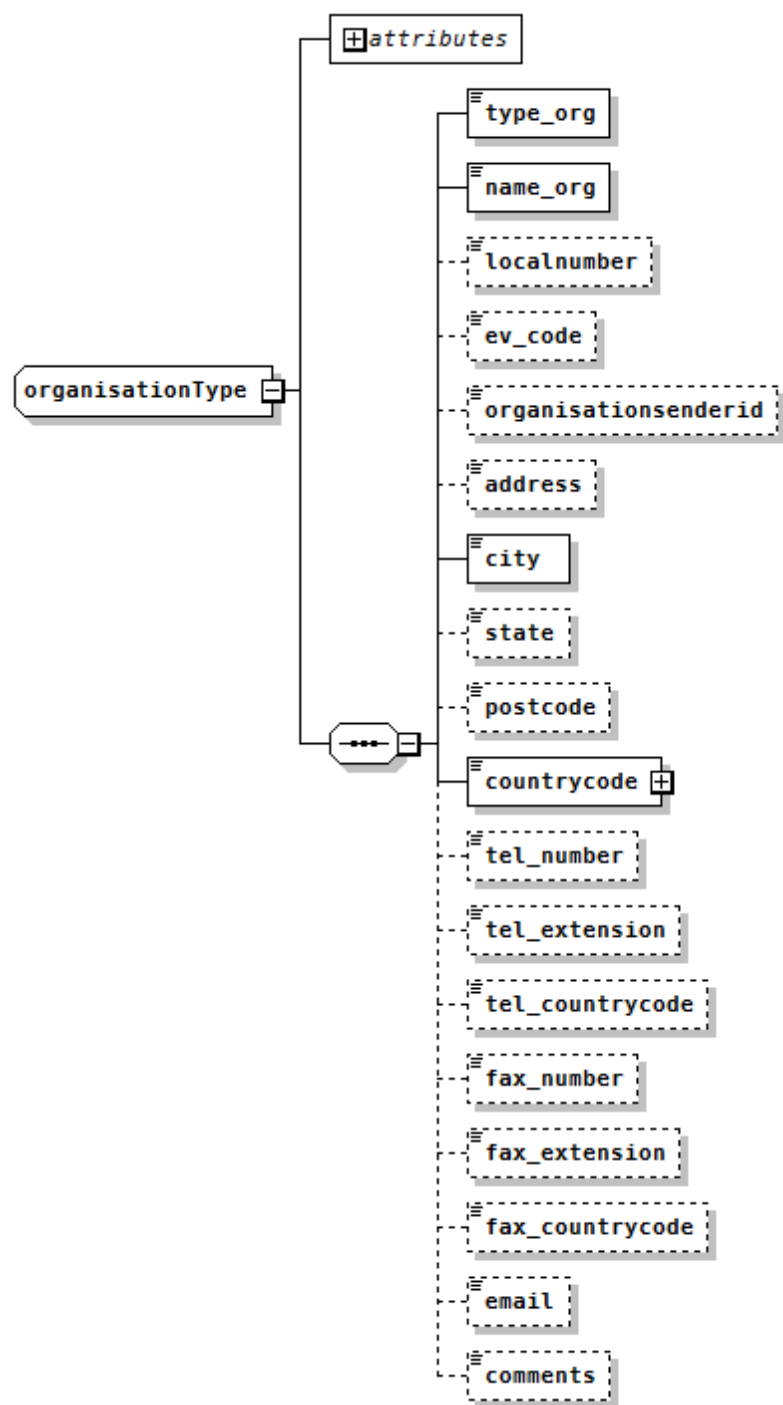 attributes
type_org
name_org
localnumber
ev_code
organisationType
organisationsenderid
address
city
state
postcode
countrycode
tel_number
tel_extension
tel_countrycode
fax_number
fax_extension
fax_countrycode
email
comments